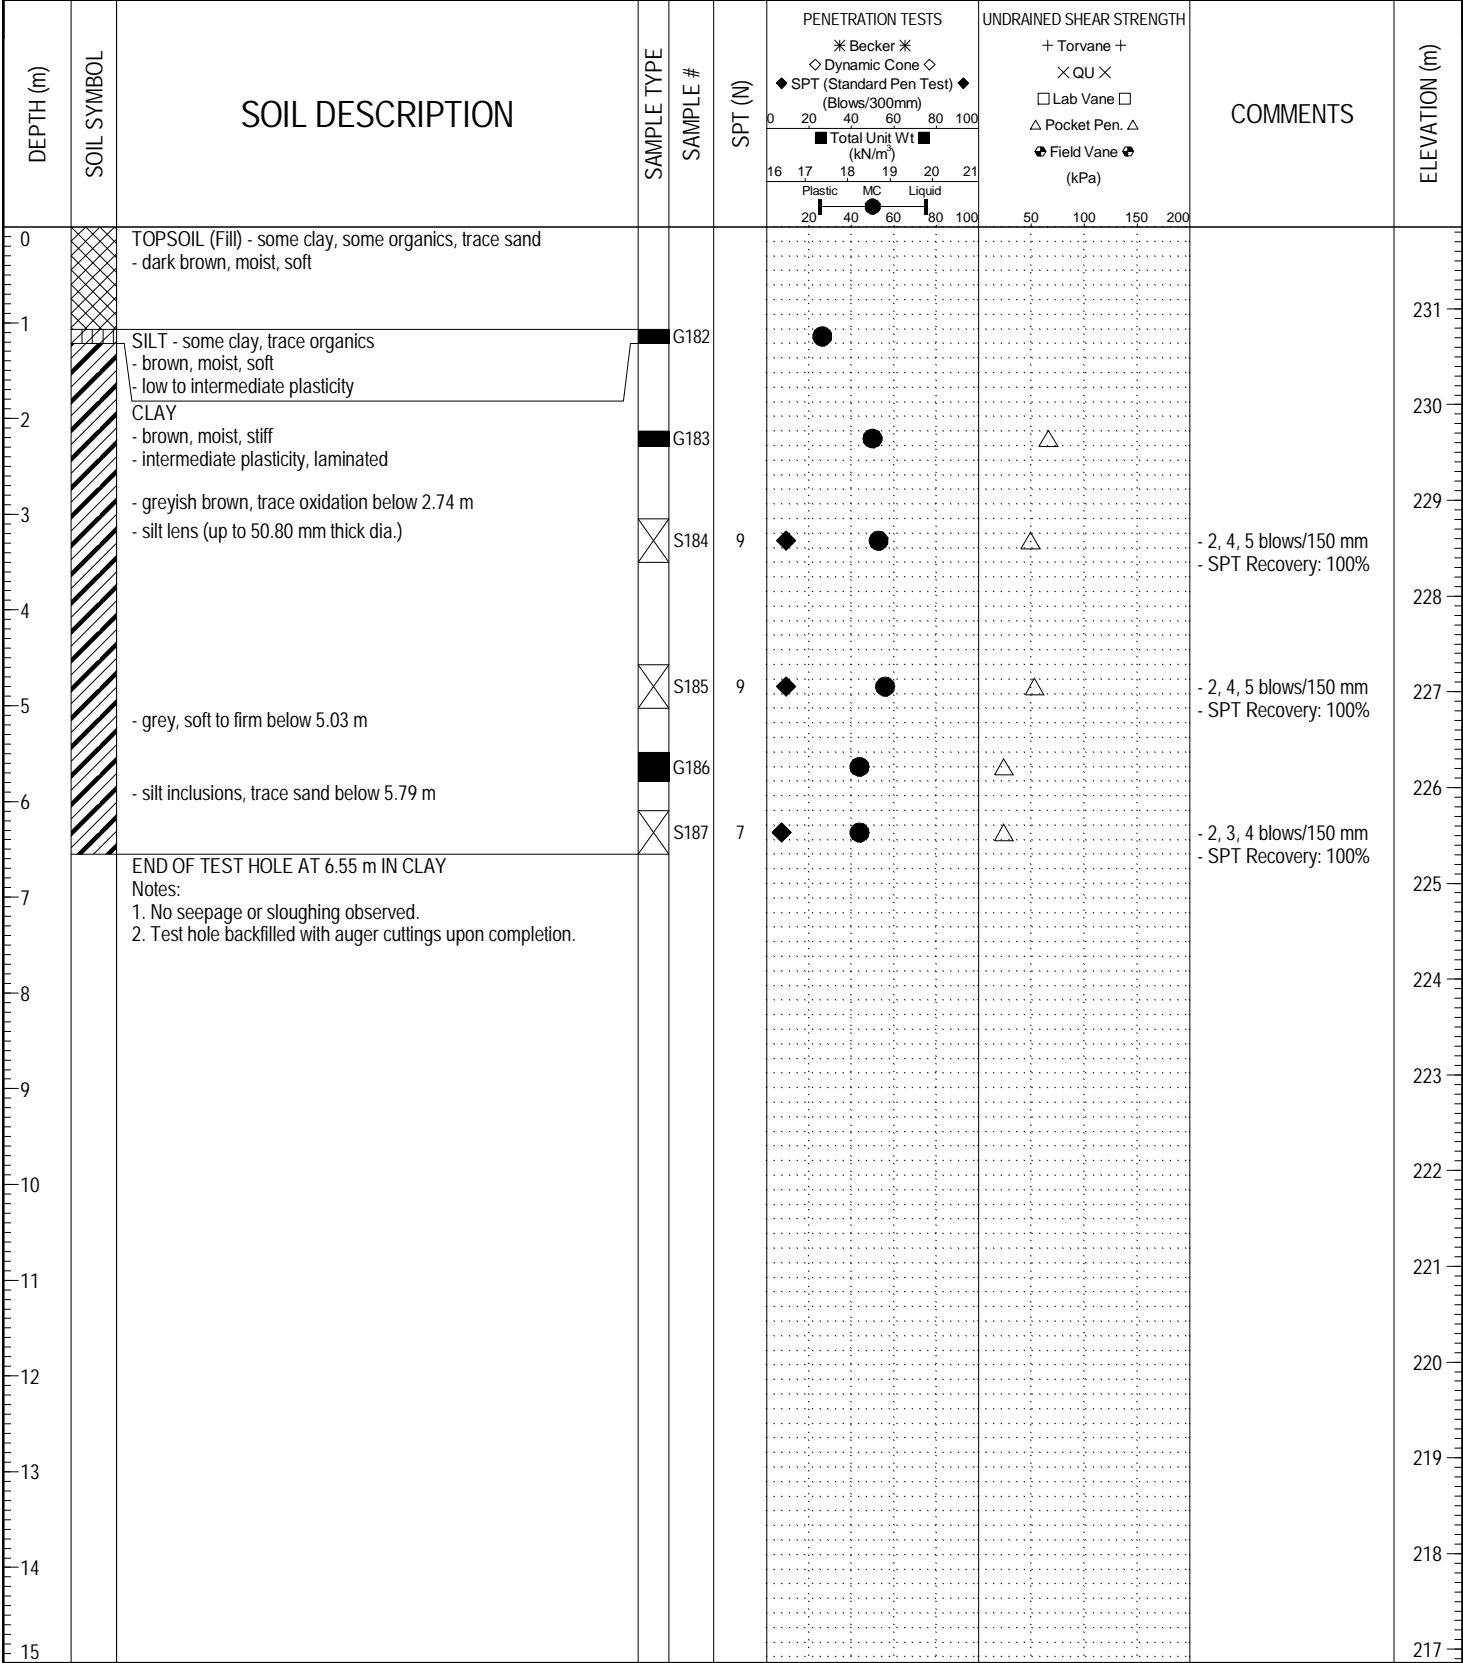 DEPTH (m)
SOIL SYMBOL
SOIL DESCRIPTION
SAMPLE TYPE
SAMPLE #
SPT (N)
PENETRATION TESTS
✳ Becker ✳
◇ Dynamic Cone ◇
◆ SPT (Standard Pen Test) ◆
(Blows/300mm)
0 20 40 60 80 100
■ Total Unit Wt ■
(kN/m³)
16 17 18 19 20 21
Plastic MC Liquid
20 40 60 80 100
UNDRAINED SHEAR STRENGTH
+ Torvane +
× QU ×
□ Lab Vane □
△ Pocket Pen. △
Field Vane
(kPa)
50 100 150 200
COMMENTS
ELEVATION (m)
0
TOPSOIL (Fill) - some clay, some organics, trace sand
- dark brown, moist, soft
231
1
SILT - some clay, trace organics
G182
- brown, moist, soft
- low to intermediate plasticity
230
CLAY
2
- brown, moist, stiff
G183
- intermediate plasticity, laminated
229
- greyish brown, trace oxidation below 2.74 m
3
- silt lens (up to 50.80 mm thick dia.)
S184 9 - 2, 4, 5 blows/150 mm
- SPT Recovery: 100%
228
4
S185 9 - 2, 4, 5 blows/150 mm
227
- SPT Recovery: 100%
5
- grey, soft to firm below 5.03 m
G186
226
- silt inclusions, trace sand below 5.79 m
6
S187 7 - 2, 3, 4 blows/150 mm
- SPT Recovery: 100%
END OF TEST HOLE AT 6.55 m IN CLAY
225
Notes:
7
1. No seepage or sloughing observed.
2. Test hole backfilled with auger cuttings upon completion.
224
8
223
9
222
10
221
11
220
12
219
13
218
14
217
15